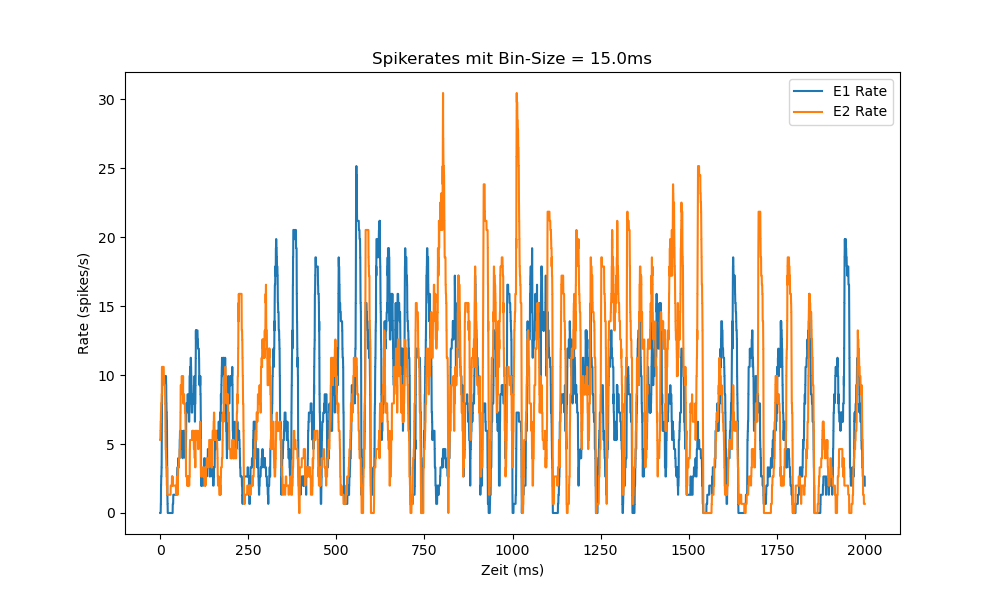 Spikerates mit Bin-Size = 15.0ms
E1 Rate
E2 Rate
30
25
20
15
10
5
0
Rate (spikes/s)
0 250 500 750 1000 1250 1500 1750 2000
Zeit (ms)